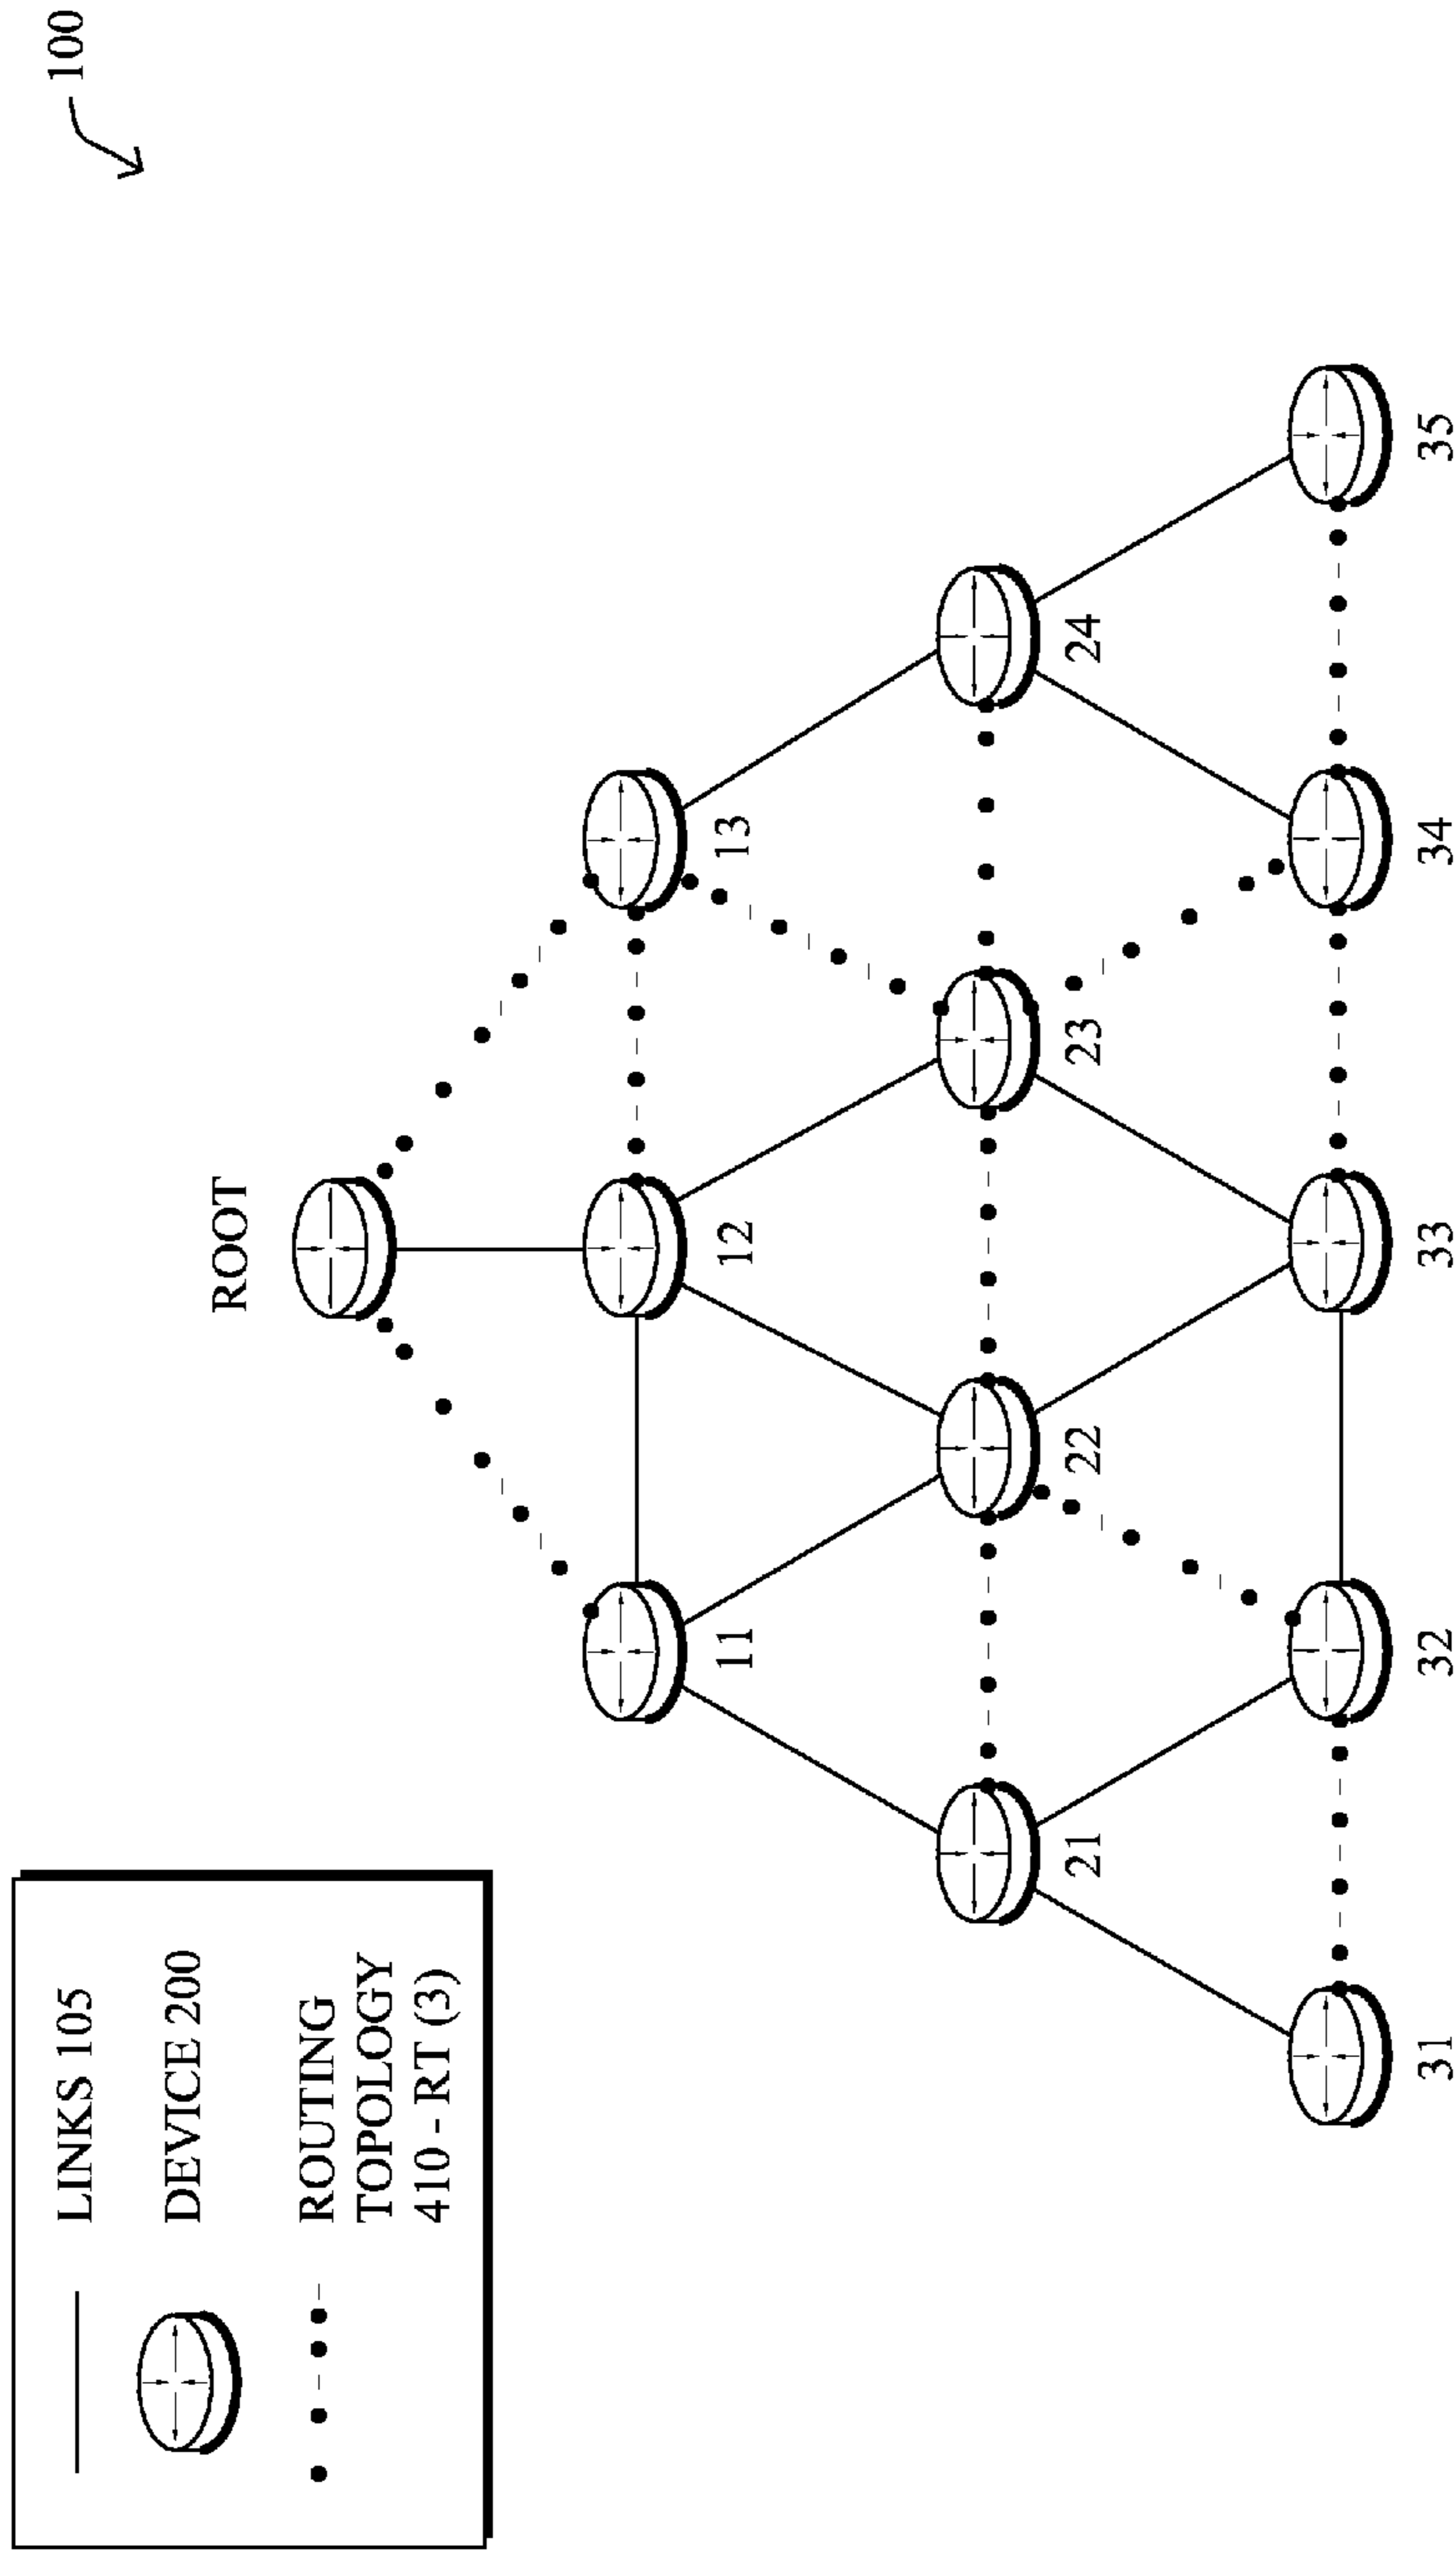 100
LINKS 105
DEVICE 200
ROUTING
TOPOLOGY
410 - RT (3)
ROOT
11
12
13
21
22
23
24
31
32
33
34
35